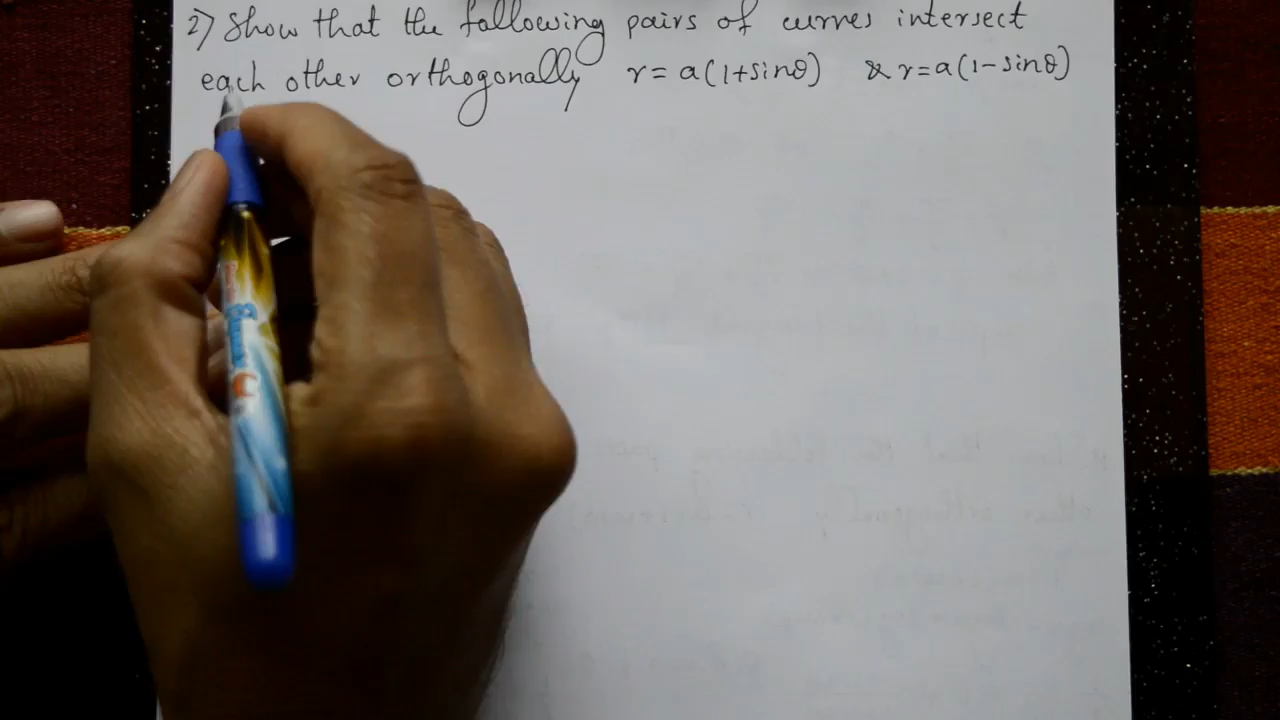 2) Show that the following pairs of curves intersect
each other orthogonally r = a(1+sinθ) & r=a(1-sinθ)